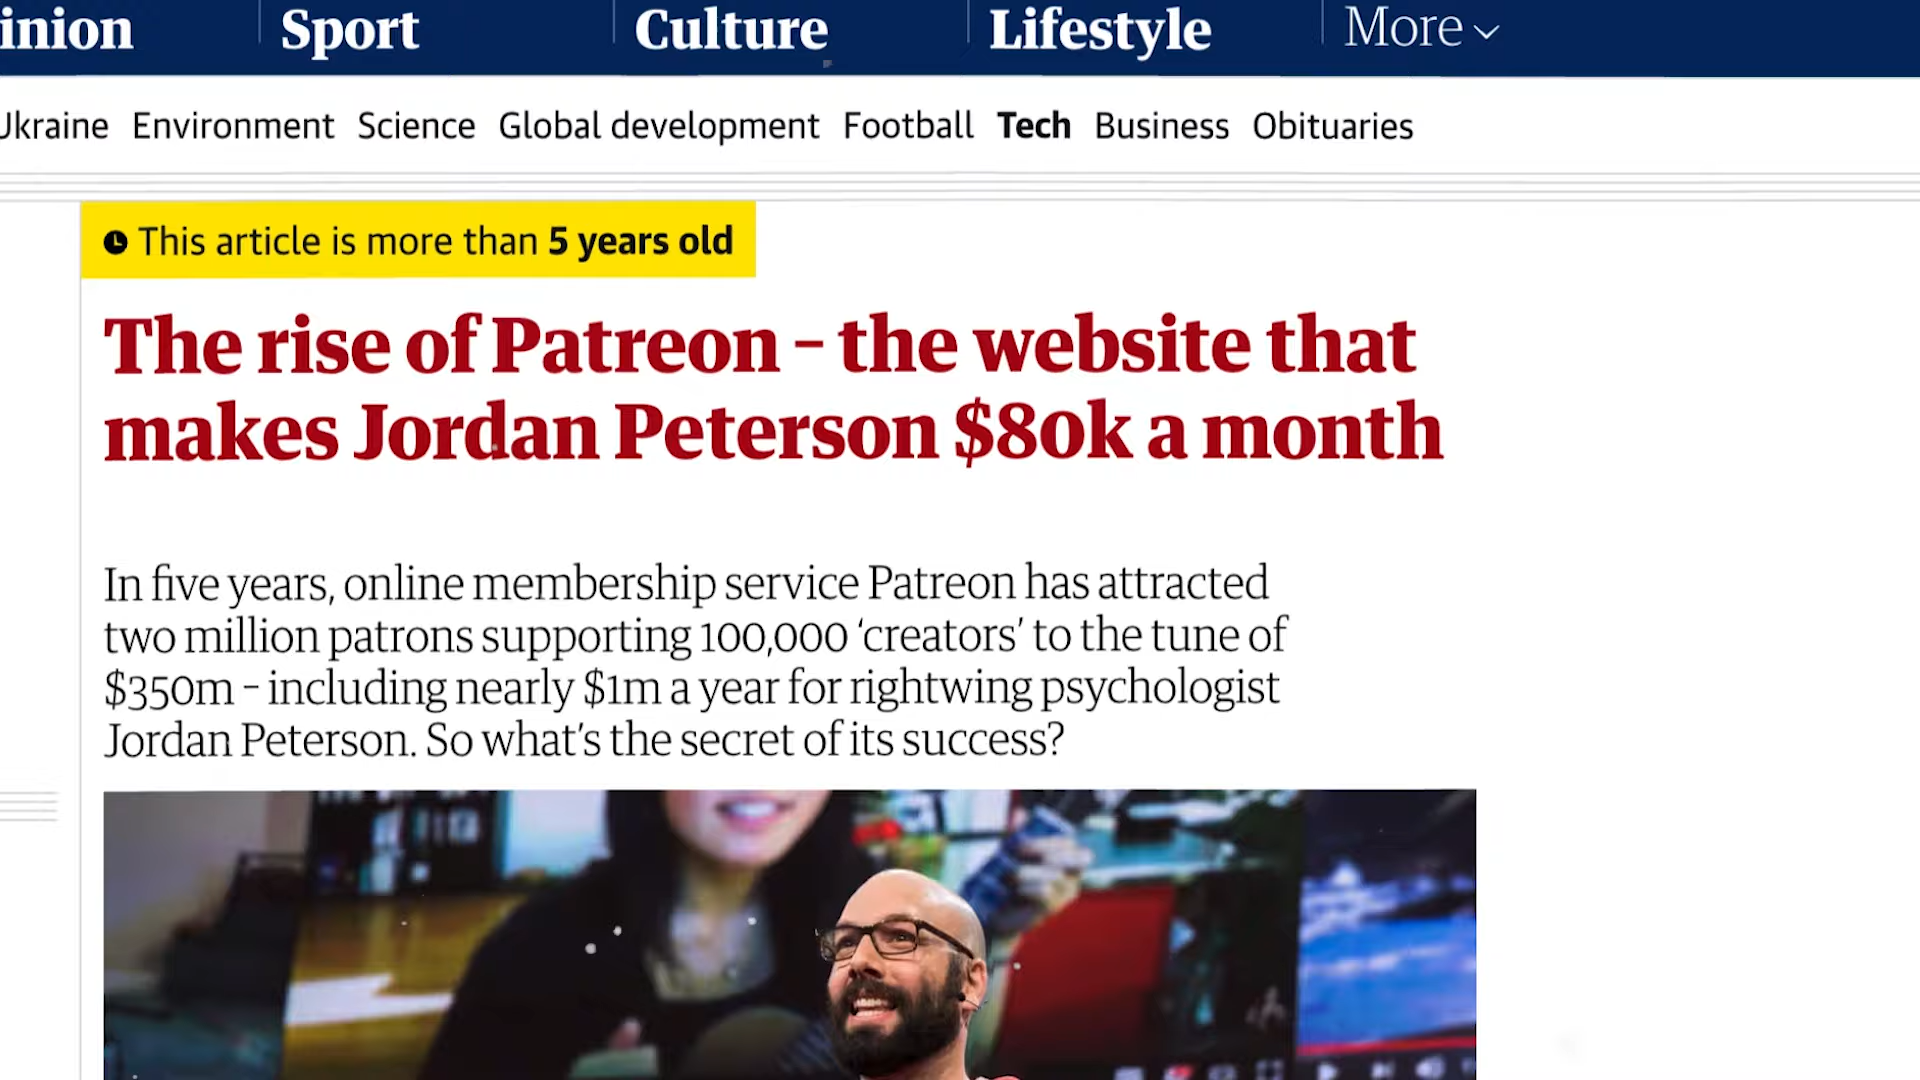 inion Sport Culture Lifestyle More
Ukraine Environment Science Global development Football Tech Business Obituaries
This article is more than 5 years old
The rise of Patreon – the website that
makes Jordan Peterson $80k a month
In five years, online membership service Patreon has attracted
two million patrons supporting 100,000 ‘creators’ to the tune of
$350m – including nearly $1m a year for rightwing psychologist
Jordan Peterson. So what’s the secret of its success?